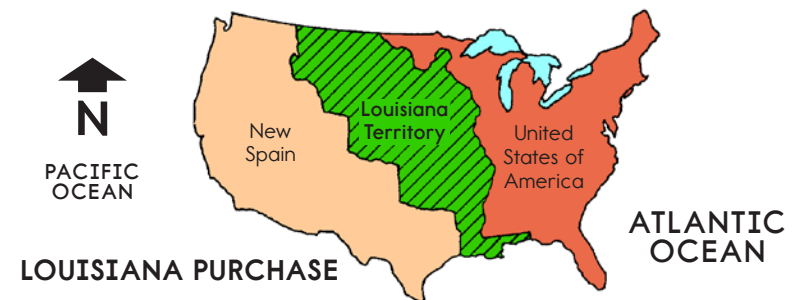 N
PACIFIC
OCEAN
New
Spain
Louisiana
Territory
United
States of
America
ATLANTIC
OCEAN
LOUISIANA PURCHASE